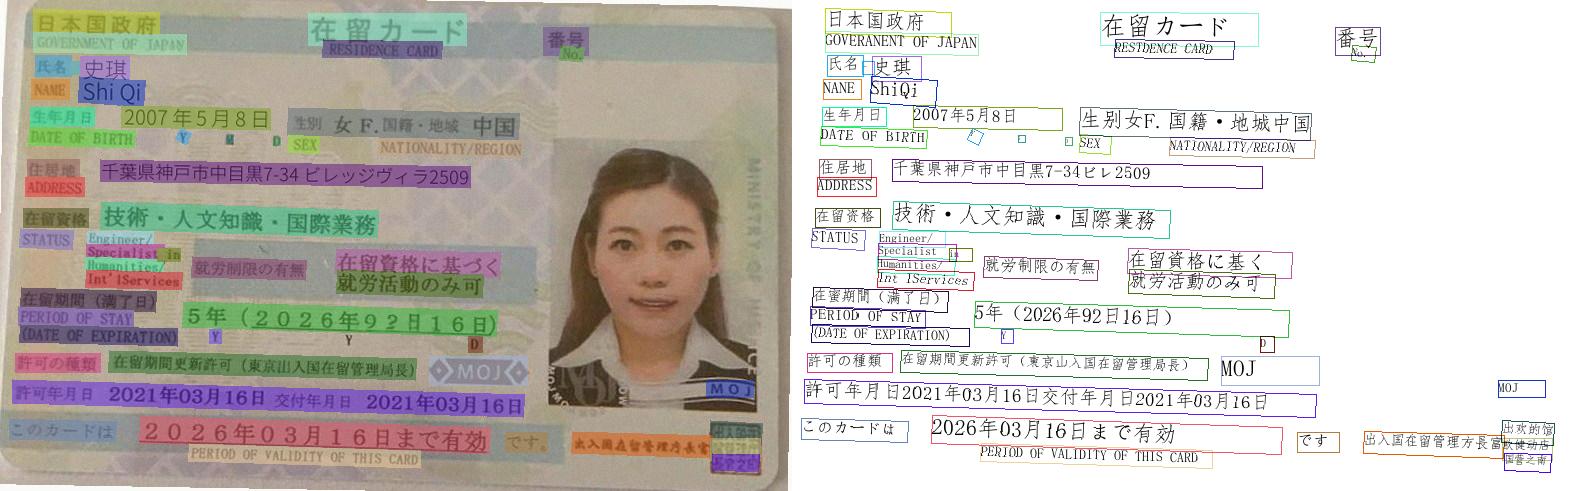 日本国政府 在留カード 番号
GOVERNMENT OF JAPAN RESIDENCE CARD No.
氏名 史琪
NAME Shi Qi
生年月日 2007年5月8日 生別 女 F. 国籍・地域 中国
DATE OF BIRTH Y M D SEX NATIONALITY/REGION
住居地 千葉県神戸市中目黒7-34 ビレッジヴィラ2509
ADDRESS
在留資格 技術・人文知識・国際業務
STATUS Engineer/
Specialist in
Humanities/
Int'lServices
就労制限の有無 在留資格に基づく
就労活動のみ可
在留期間（満了日）
PERIOD OF STAY
(DATE OF EXPIRATION)
5年（2026年92日16日）
Y Y D
許可の種類 在留期間更新許可（東京出入国在留管理局長） MOJ
MOJ
許可年月日 2021年03月16日 交付年月日 2021年03月16日
このカードは 2026年03月16日まで有効 です。
PERIOD OF VALIDITY OF THIS CARD
出入国在留管理庁長官
日本国政府 在留カード 番号
GOVERANENT OF JAPAN RESTDENCE CARD No.
氏名 史琪
NANE ShiQi
生年月日 2007年5月8日 生别女F. 国籍・地城中国
DATE OF BIRTH SEX NATIONALITY/REGION
住居地 千葉県神戸市中目黒7-34ビレ2509
ADDRESS
在留資格 技術・人文知識・国際業務
STATUS Engineer/
Specialist in
Humanities/
Int lServices
就労制限の有無 在留資格に基く
就労活動のみ可
在蜜期間（満了日）
PERIOD OF STAY
(DATE OF EXPIRATION)
5年（2026年92日16日）
Y D
許可の種類 在留期間更新許可（東京山入国在留管理局長） MOJ
MOJ
許可年月日2021年03月16日交付年月日2021年03月16日
このカードは 2026年03月16日まで有効 です
PERIOD OF VALIDITY OF THIS CARD
出入国在留管理方長富
出欢的馆
国营之南